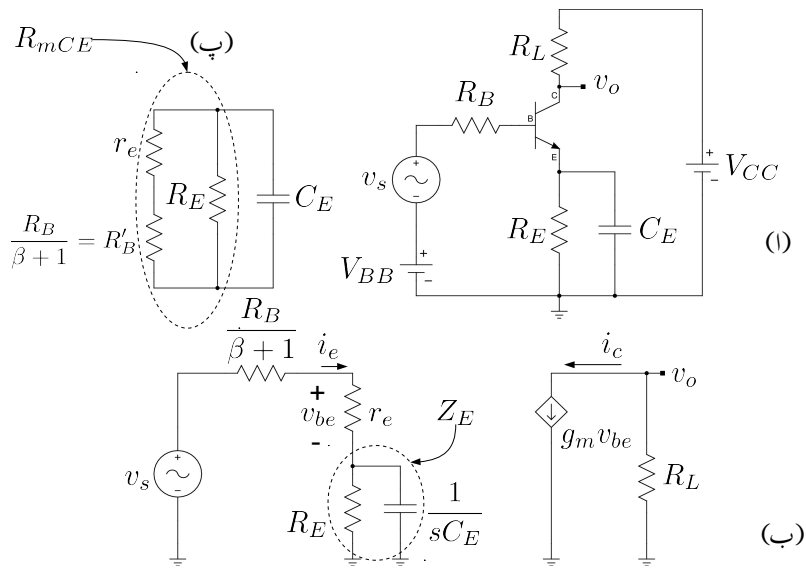 R_{mCE}
(پ)
r_e
R_E
C_E
\frac{R_B}{\beta + 1} = R'_B
R_L
v_o
C
R_B
B
E
v_s
+
−
V_{CC}
+
−
R_E
C_E
V_{BB}
+
−
(ا)
\frac{R_B}{\beta + 1}
i_e
+
v_{be}
-
r_e
Z_E
v_s
+
−
R_E
\frac{1}{sC_E}
i_c
v_o
g_m v_{be}
R_L
(ب)